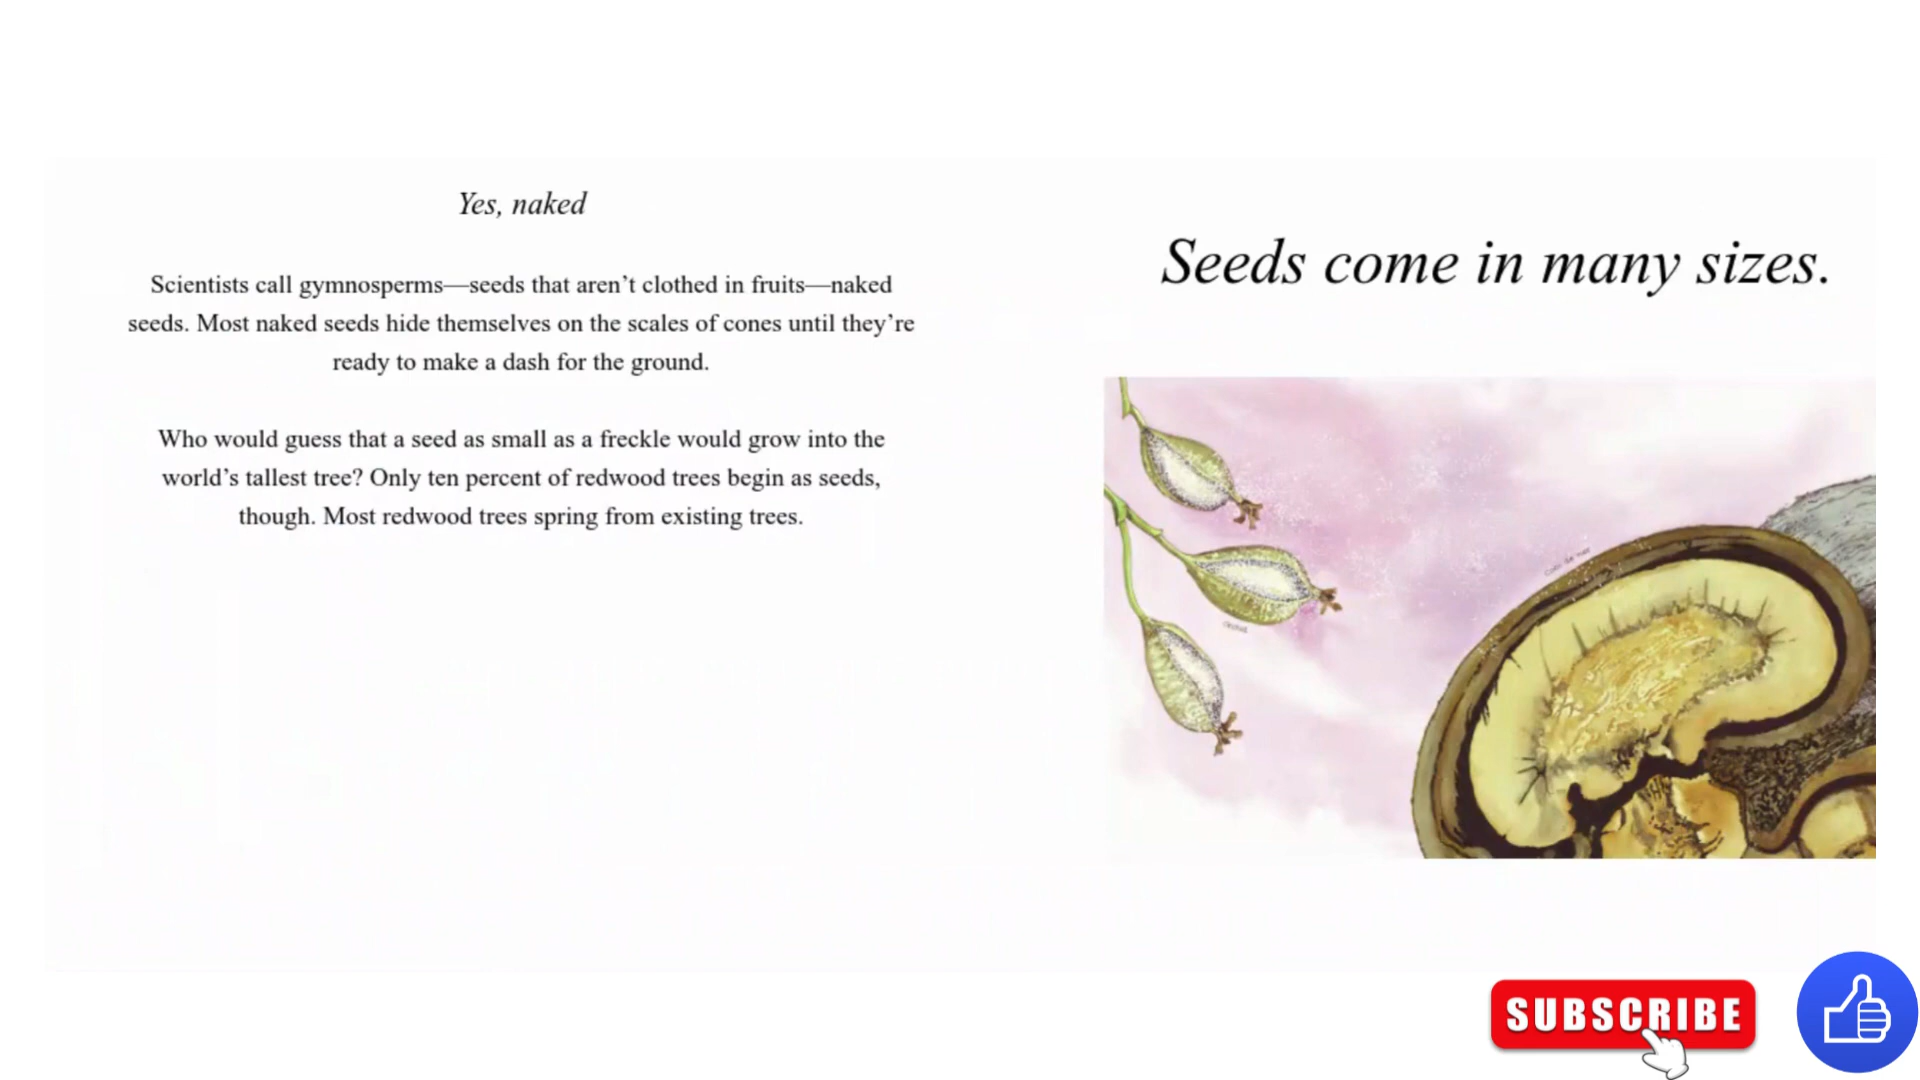 Yes, naked
Scientists call gymnosperms—seeds that aren’t clothed in fruits—naked
seeds. Most naked seeds hide themselves on the scales of cones until they’re
ready to make a dash for the ground.
Who would guess that a seed as small as a freckle would grow into the
world’s tallest tree? Only ten percent of redwood trees begin as seeds,
though. Most redwood trees spring from existing trees.
Seeds come in many sizes.
SUBSCRIBE